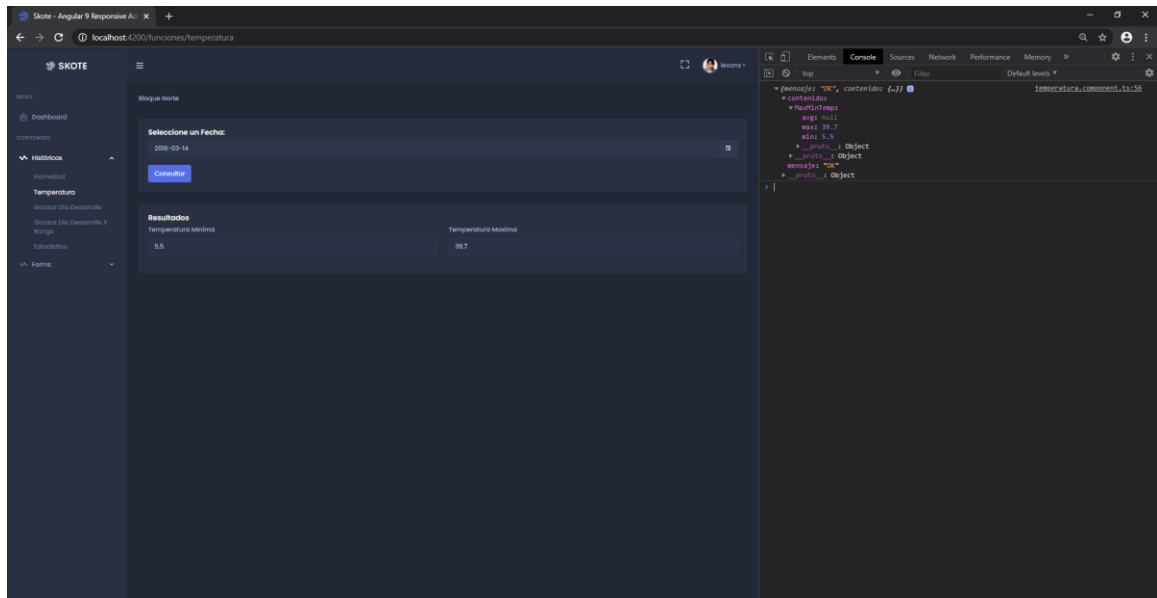 Skote - Angular 9 Responsive Ad
localhost:4200/funciones/temperatura
SKOTE
MENU
Dashboard
CONTENIDO
Históricos
Humedad
Temperatura
Grados Dia Desarrollo
Grados Dia Desarrollo X
Rango
Estadístico
Forms
levans
Bloque Norte
Seleccione un Fecha:
2018-03-14
Consultar
Resultados
Temperatura Mínima
Temperatura Maxima
5.5
39.7
Elements Console Sources Network Performance Memory »
top
Filter
Default levels
{mensaje: "OK", contenido: {…}}
temperatura.component.ts:56
contenido:
MaxMinTemp:
avg: null
max: 39.7
min: 5.5
__proto__: Object
__proto__: Object
mensaje: "OK"
__proto__: Object
>